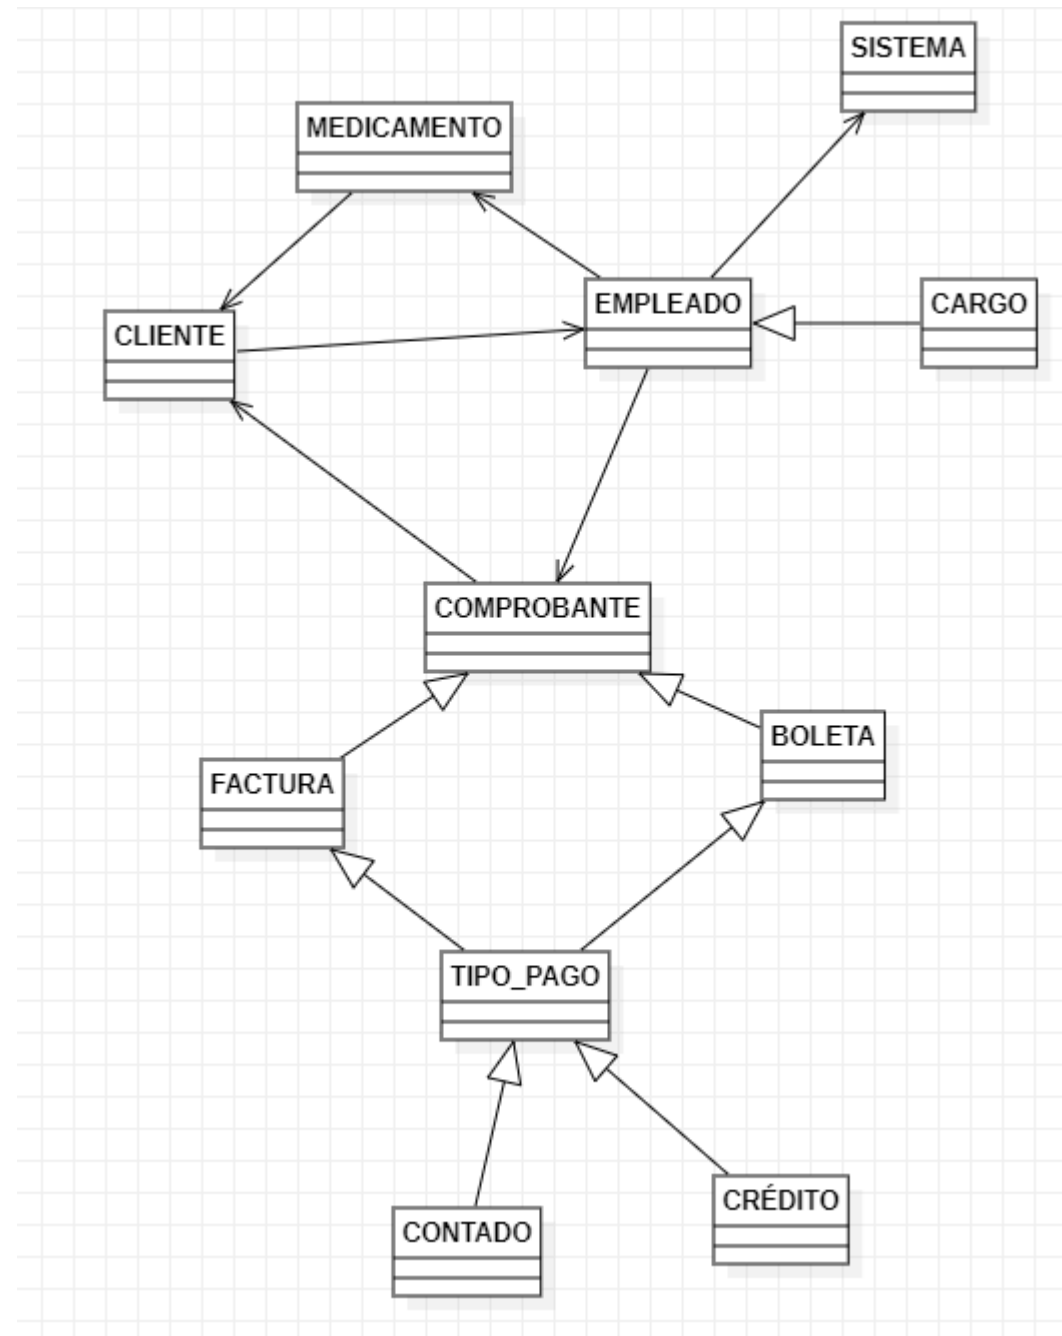 SISTEMA
MEDICAMENTO
EMPLEADO
CARGO
CLIENTE
COMPROBANTE
BOLETA
FACTURA
TIPO_PAGO
CRÉDITO
CONTADO